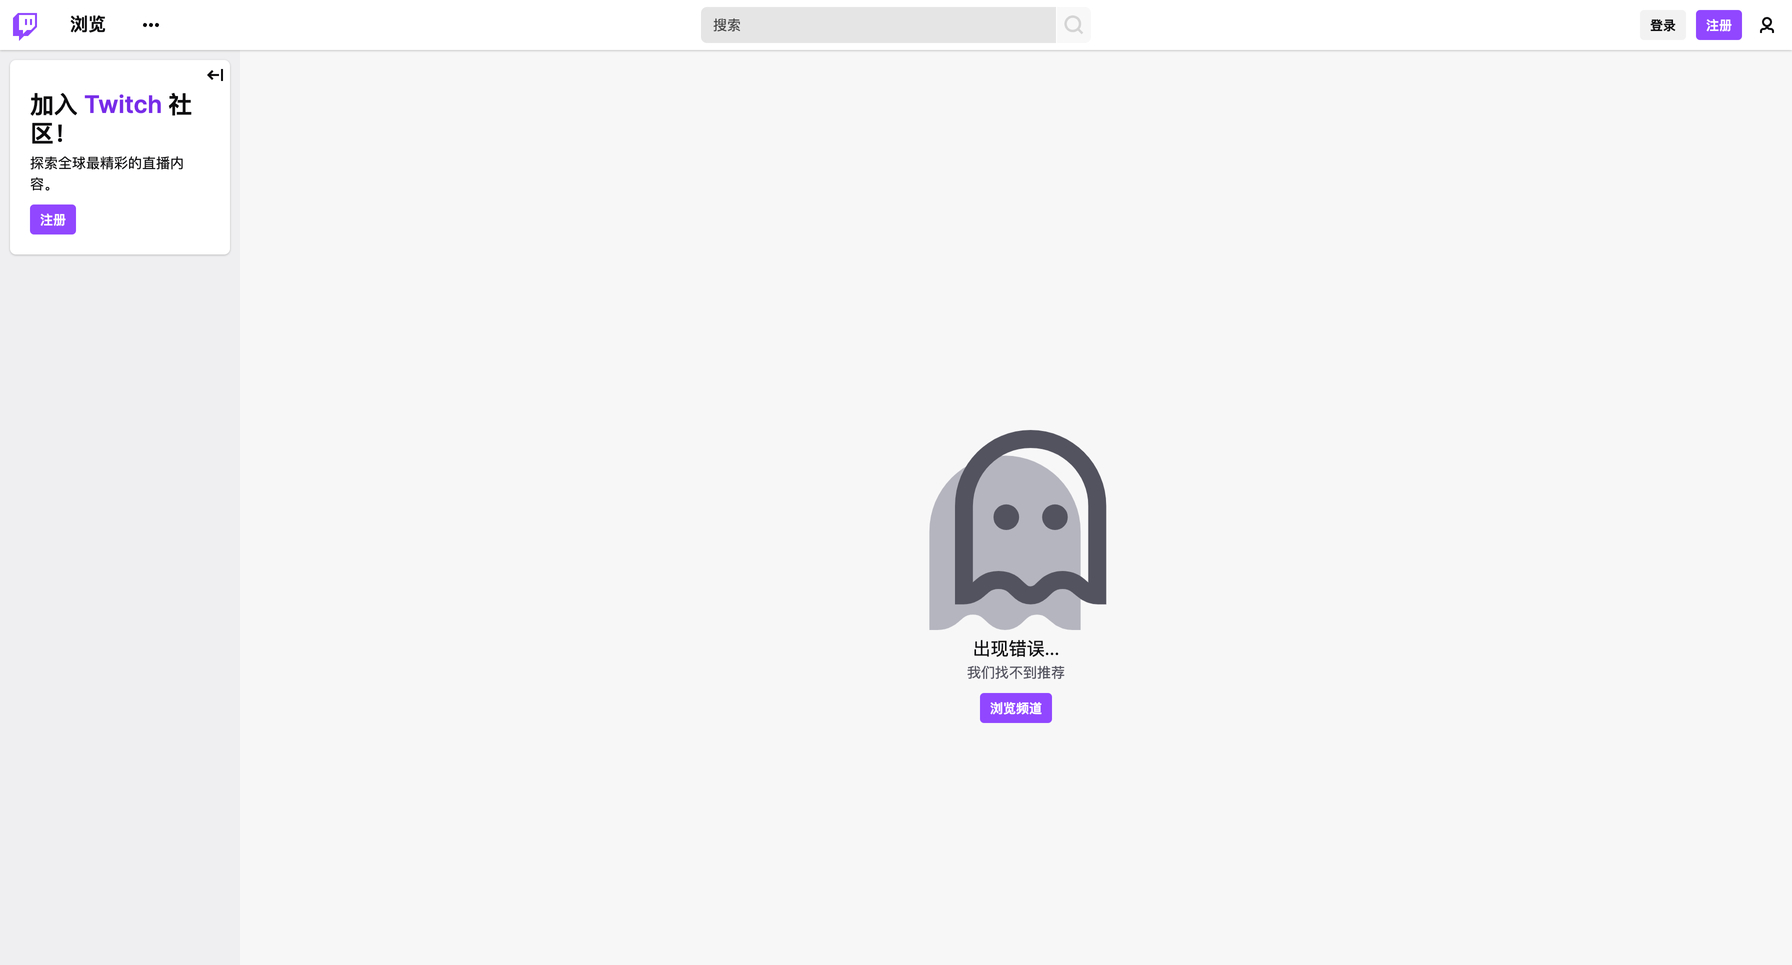 浏览
搜索
登录
注册
加入 Twitch 社
区！
探索全球最精彩的直播内
容。
注册
出现错误...
我们找不到推荐
浏览频道